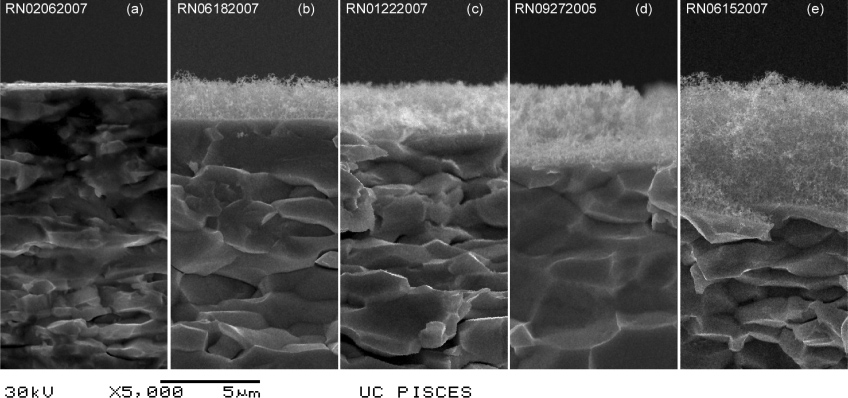 RN02062007 (a)
RN06182007 (b)
RN01222007 (c)
RN09272005 (d)
RN06152007 (e)
30kV X5,000 5µm UC PISCES